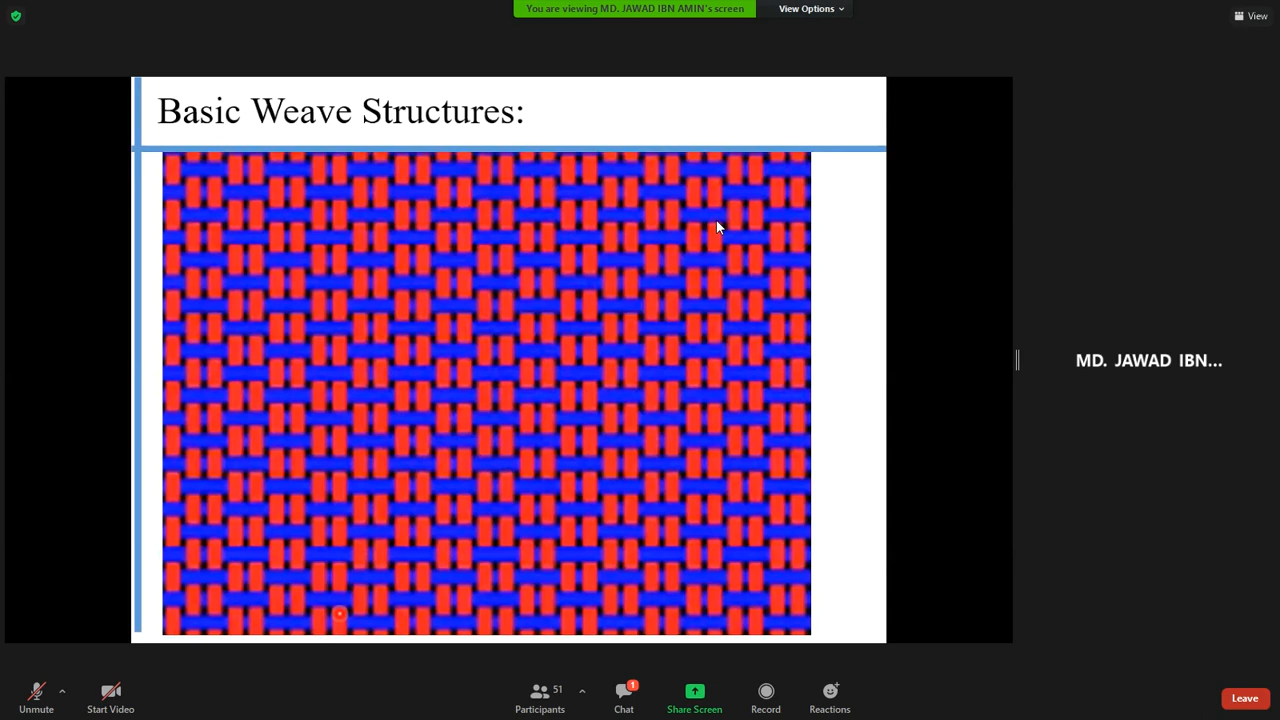 You are viewing MD. JAWAD IBN AMIN's screen
View Options
View
Basic Weave Structures:
MD. JAWAD IBN...
51
1
Unmute
Start Video
Participants
Chat
Share Screen
Record
Reactions
Leave